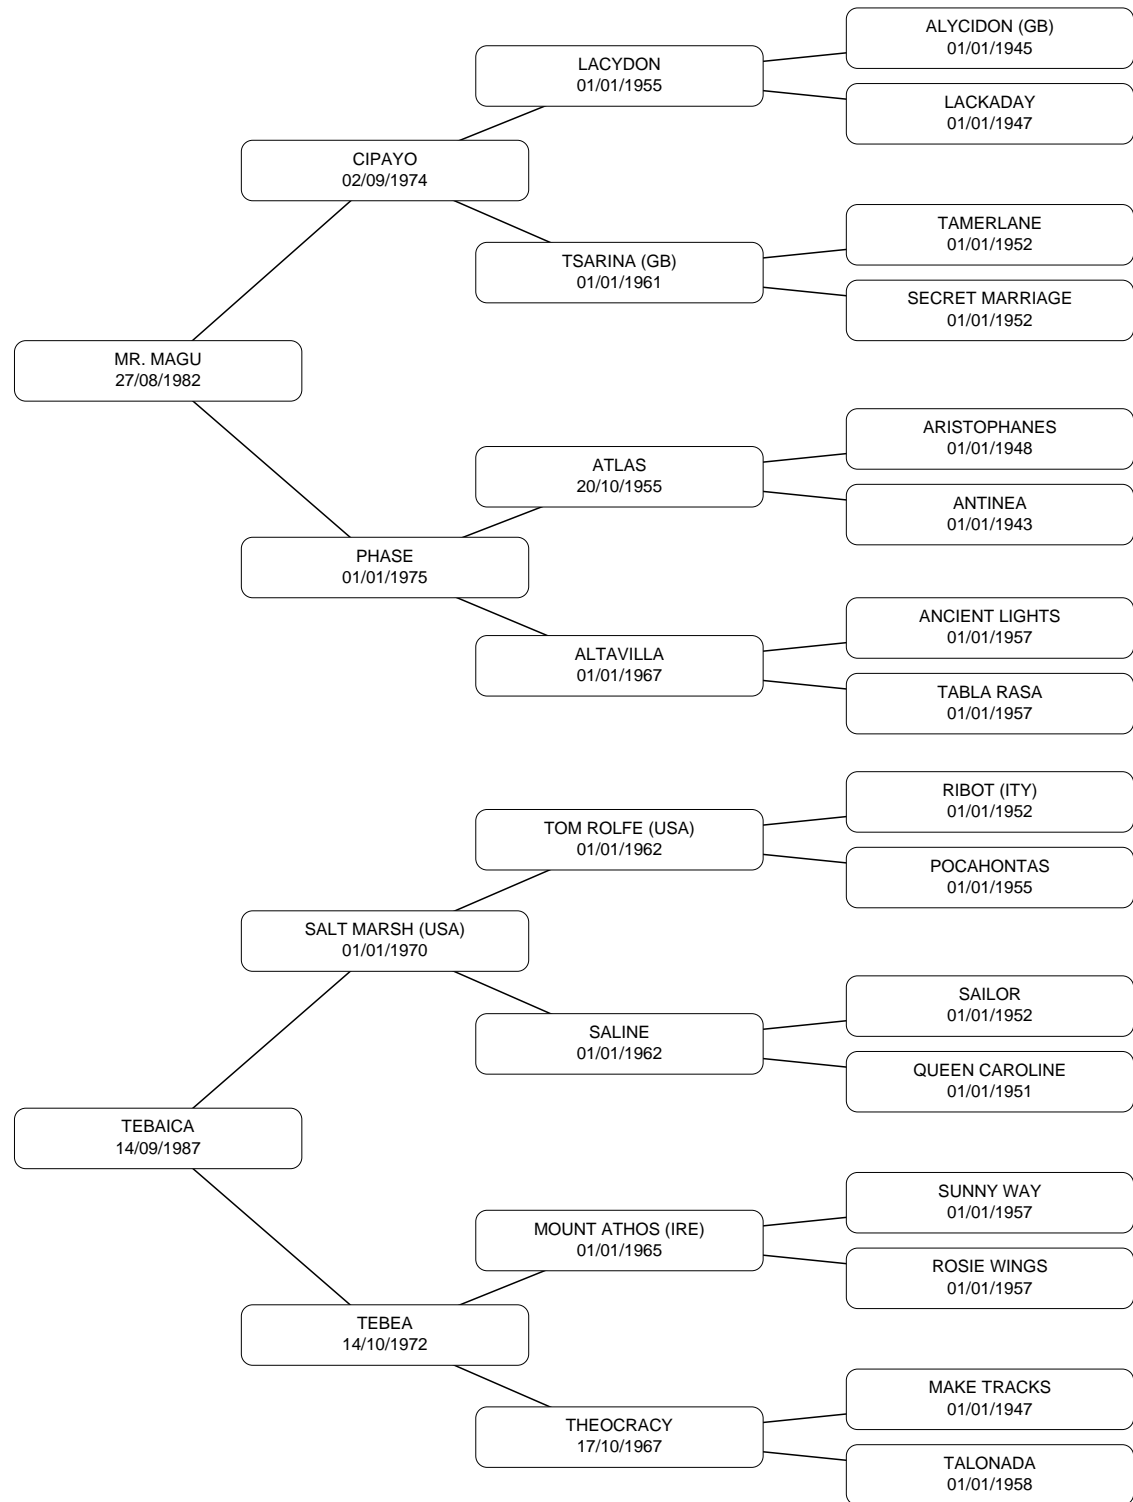 ALYCIDON (GB)
01/01/1945
LACYDON
01/01/1955
LACKADAY
01/01/1947
CIPAYO
02/09/1974
TAMERLANE
01/01/1952
TSARINA (GB)
01/01/1961
SECRET MARRIAGE
01/01/1952
MR. MAGU
27/08/1982
ARISTOPHANES
01/01/1948
ATLAS
20/10/1955
ANTINEA
01/01/1943
PHASE
01/01/1975
ANCIENT LIGHTS
01/01/1957
ALTAVILLA
01/01/1967
TABLA RASA
01/01/1957
RIBOT (ITY)
01/01/1952
TOM ROLFE (USA)
01/01/1962
POCAHONTAS
01/01/1955
SALT MARSH (USA)
01/01/1970
SAILOR
01/01/1952
SALINE
01/01/1962
QUEEN CAROLINE
01/01/1951
TEBAICA
14/09/1987
SUNNY WAY
01/01/1957
MOUNT ATHOS (IRE)
01/01/1965
ROSIE WINGS
01/01/1957
TEBEA
14/10/1972
MAKE TRACKS
01/01/1947
THEOCRACY
17/10/1967
TALONADA
01/01/1958